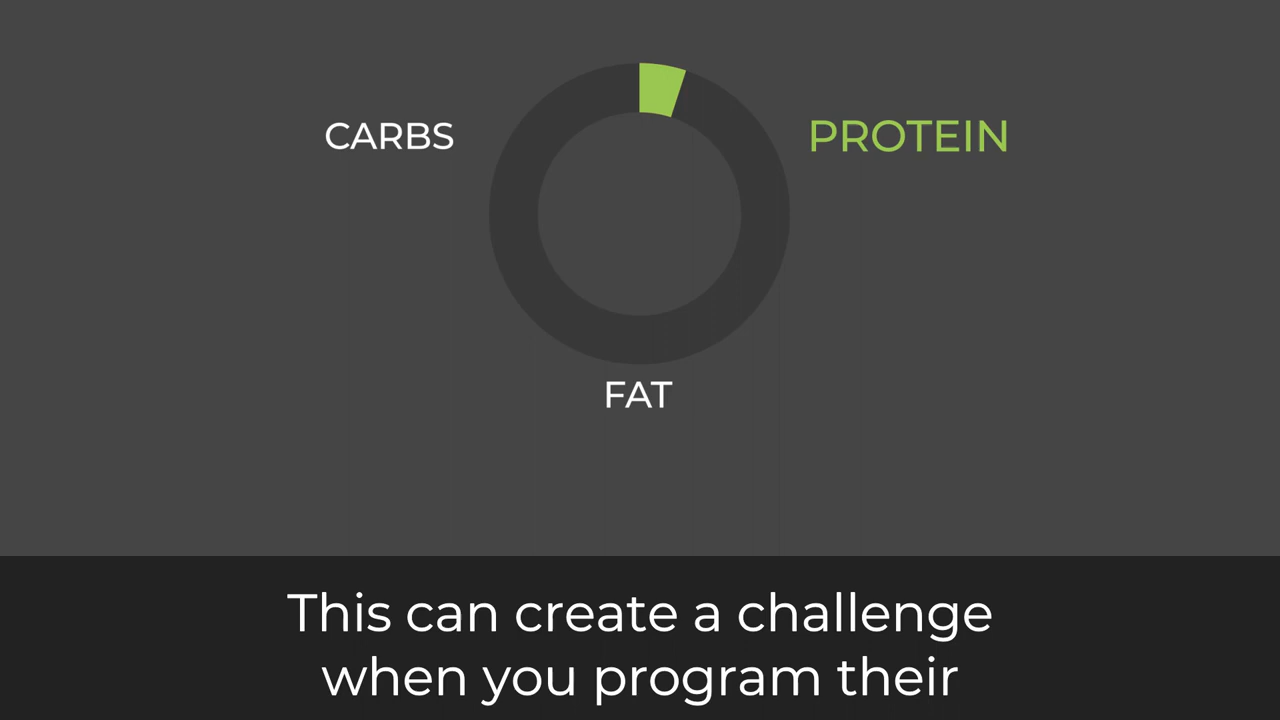 CARBS
PROTEIN
FAT
This can create a challenge
when you program their